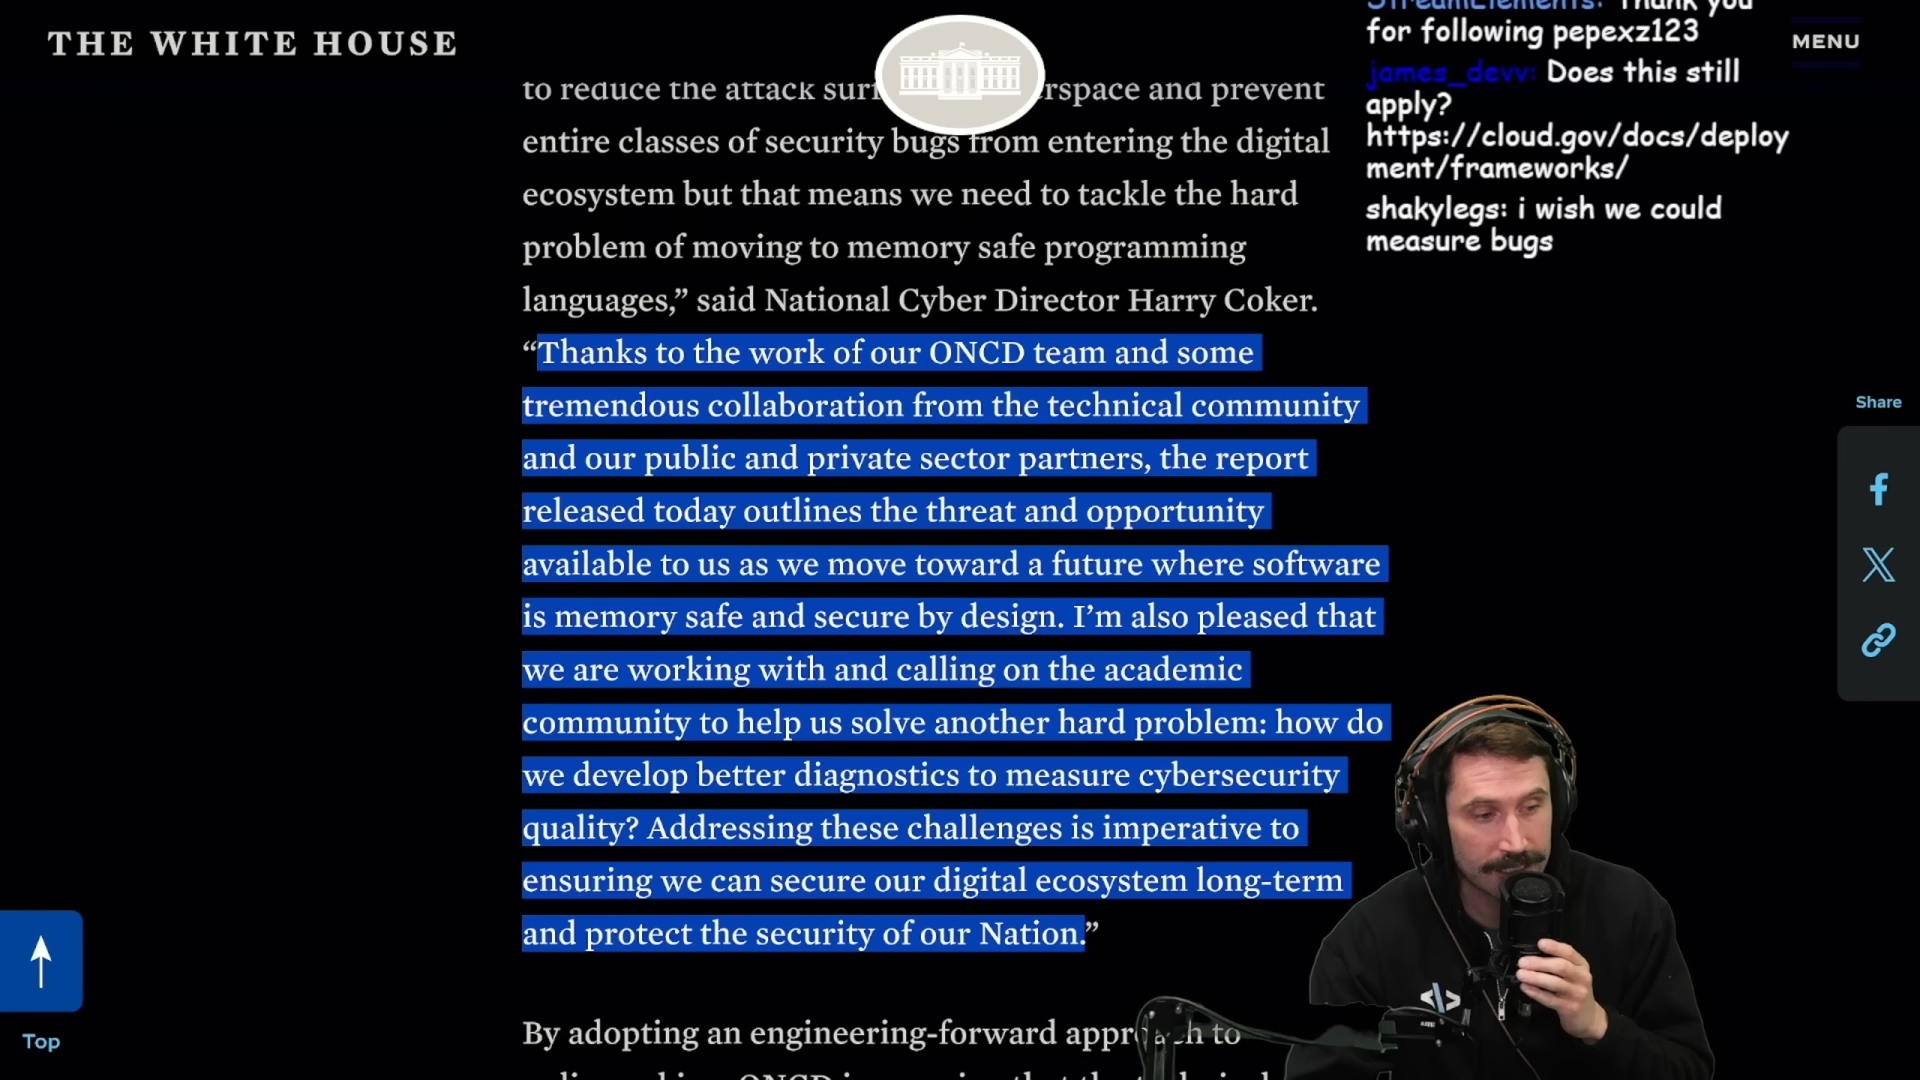 THE WHITE HOUSE
MENU
to reduce the attack
rspace and prevent
entire classes of security bugs from entering the digital
ecosystem but that means we need to tackle the hard
problem of moving to memory safe programming
languages,” said National Cyber Director Harry Coker.
“Thanks to the work of our ONCD team and some
tremendous collaboration from the technical community
and our public and private sector partners, the report
released today outlines the threat and opportunity
available to us as we move toward a future where software
is memory safe and secure by design. I’m also pleased that
we are working with and calling on the academic
community to help us solve another hard problem: how do
we develop better diagnostics to measure cybersecurity
quality? Addressing these challenges is imperative to
ensuring we can secure our digital ecosystem long-term
and protect the security of our Nation.”
By adopting an engineering-forward to
StreamElements: Thank you
for following pepexz123
james_devv: Does this still
apply?
https://cloud.gov/docs/deploy
ment/frameworks/
shakylegs: i wish we could
measure bugs
Share
Top